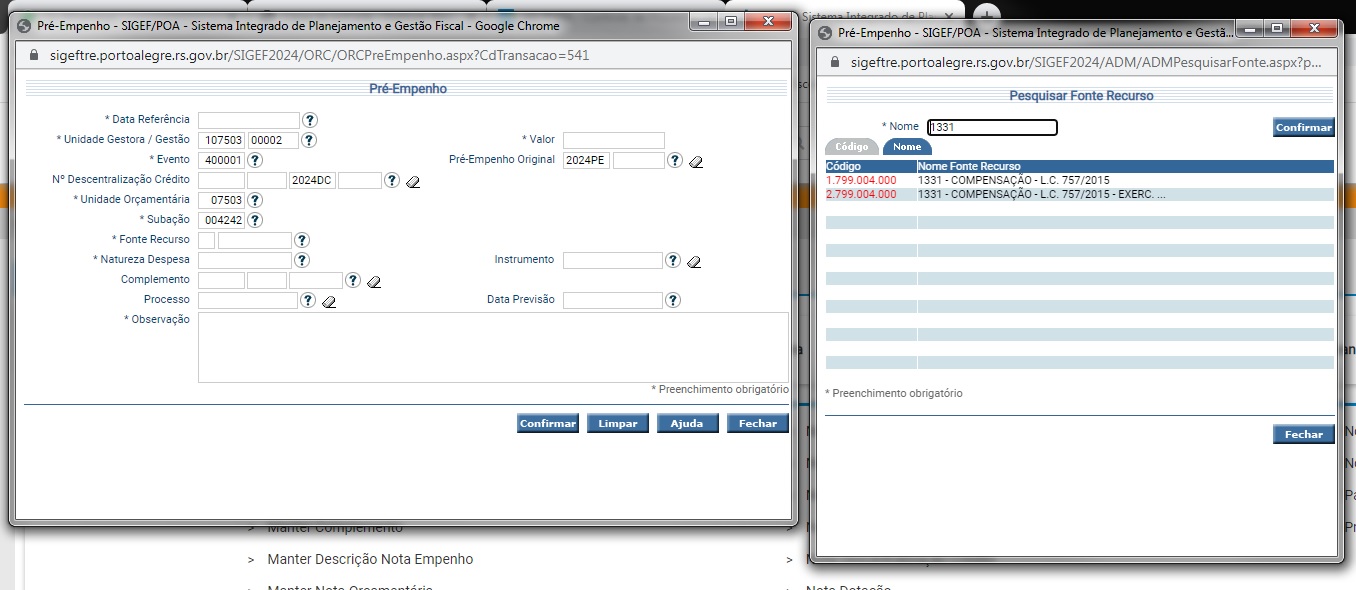 Sistema Integrado de Pla
Pré-Empenho - SIGEF/POA - Sistema Integrado de Planejamento e Gestão Fiscal - Google Chrome
sigeftre.portoalegre.rs.gov.br/SIGEF2024/ORC/ORCPreEmpenho.aspx?CdTransacao=541
Pré-Empenho
* Data Referência
* Unidade Gestora / Gestão 107503 00002 * Valor
* Evento 400001 Pré-Empenho Original 2024PE
Nº Descentralização Crédito 2024DC
* Unidade Orçamentária 07503
* Subação 004242
* Fonte Recurso
* Natureza Despesa Instrumento
Complemento
Processo Data Previsão
* Observação
* Preenchimento obrigatório
Confirmar Limpar Ajuda Fechar
Pré-Empenho - SIGEF/POA - Sistema Integrado de Planejamento e Gestã...
sigeftre.portoalegre.rs.gov.br/SIGEF2024/ADM/ADMPesquisarFonte.aspx?p...
Pesquisar Fonte Recurso
* Nome 1331 Confirmar
Código Nome
Código Nome Fonte Recurso
1.799.004.000 1331 - COMPENSAÇÃO - L.C. 757/2015
2.799.004.000 1331 - COMPENSAÇÃO - L.C. 757/2015 - EXERC. ...
* Preenchimento obrigatório
Fechar
> Manter Complemento
> Manter Descrição Nota Empenho
Manter Nota Orçamentária
Nota Dotação